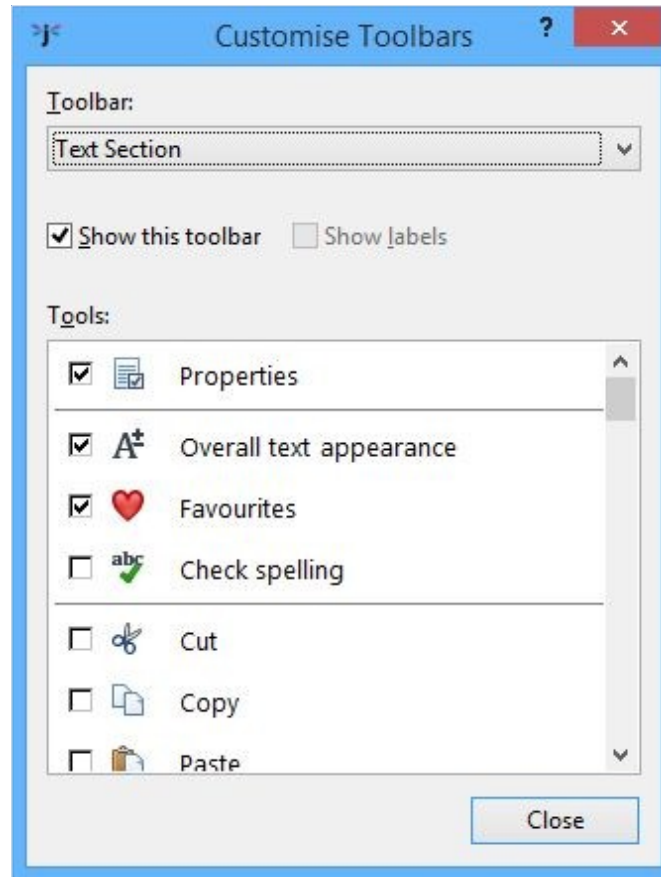 Customise Toolbars ?
Toolbar:
Text Section
Show this toolbar Show labels
Tools:
Properties
A± Overall text appearance
Favourites
abc Check spelling
Cut
Copy
Paste
Close